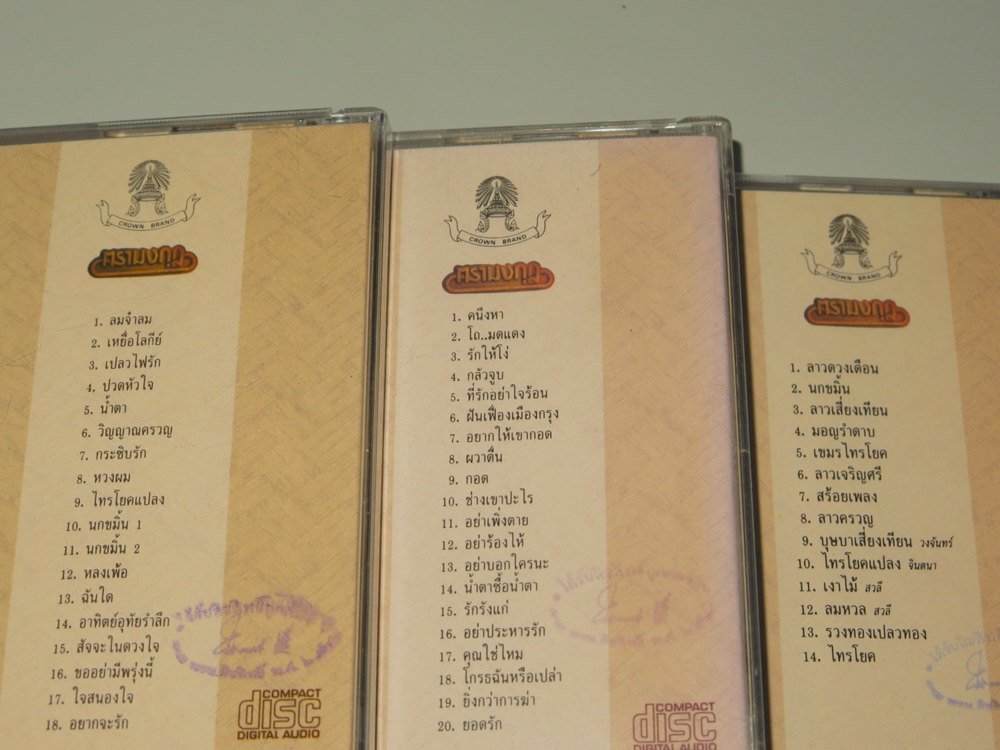 CROWN BRAND
ตรามงกุฎ
1. ลมจ๋าลม
2. เหยื่อโลกีย์
3. เปลวไฟรัก
4. ปวดหัวใจ
5. น้ำตา
6. วิญญาณครวญ
7. กระซิบรัก
8. หวงผม
9. ไทรโยคแปลง
10. นกขมิ้น 1
11. นกขมิ้น 2
12. หลงเพ้อ
13. ฉันใด
14. อาทิตย์อุทัยรำลึก
15. สัจจะในดวงใจ
16. ขออย่ามีพรุ่งนี้
17. ใจสนองใจ
18. อยากจะรัก
COMPACT
disc
DIGITAL AUDIO
CROWN BRAND
ตรามงกุฎ
1. คนึงหา
2. โถ..มดแดง
3. รักให้โง่
4. กลัวจูบ
5. ที่รักอย่าใจร้อน
6. ฝันเฟื่องเมืองกรุง
7. อยากให้เขากอด
8. ผวาตื่น
9. กอด
10. ช่างเขาปะไร
11. อย่าเพิ่งตาย
12. อย่าร้องไห้
13. อย่าบอกใครนะ
14. น้ำตาซื้อน้ำตา
15. รักรังแก่
16. อย่าประหารรัก
17. คุณใช่ไหม
18. โกรธฉันหรือเปล่า
19. ยิ่งกว่าการฆ่า
20. ยอดรัก
COMPACT
disc
DIGITAL AUDIO
CROWN BRAND
ตรามงกุฎ
1. ลาวดวงเดือน
2. นกขมิ้น
3. ลาวเสี่ยงเทียน
4. มอญรำดาบ
5. เขมรไทรโยค
6. ลาวเจริญศรี
7. สร้อยเพลง
8. ลาวครวญ
9. บุษบาเสี่ยงเทียน วงจันทร์
10. ไทรโยคแปลง จินตนา
11. เงาไม้ สวลี
12. ลมหวล สวลี
13. รวงทองเปลวทอง
14. ไทรโยค